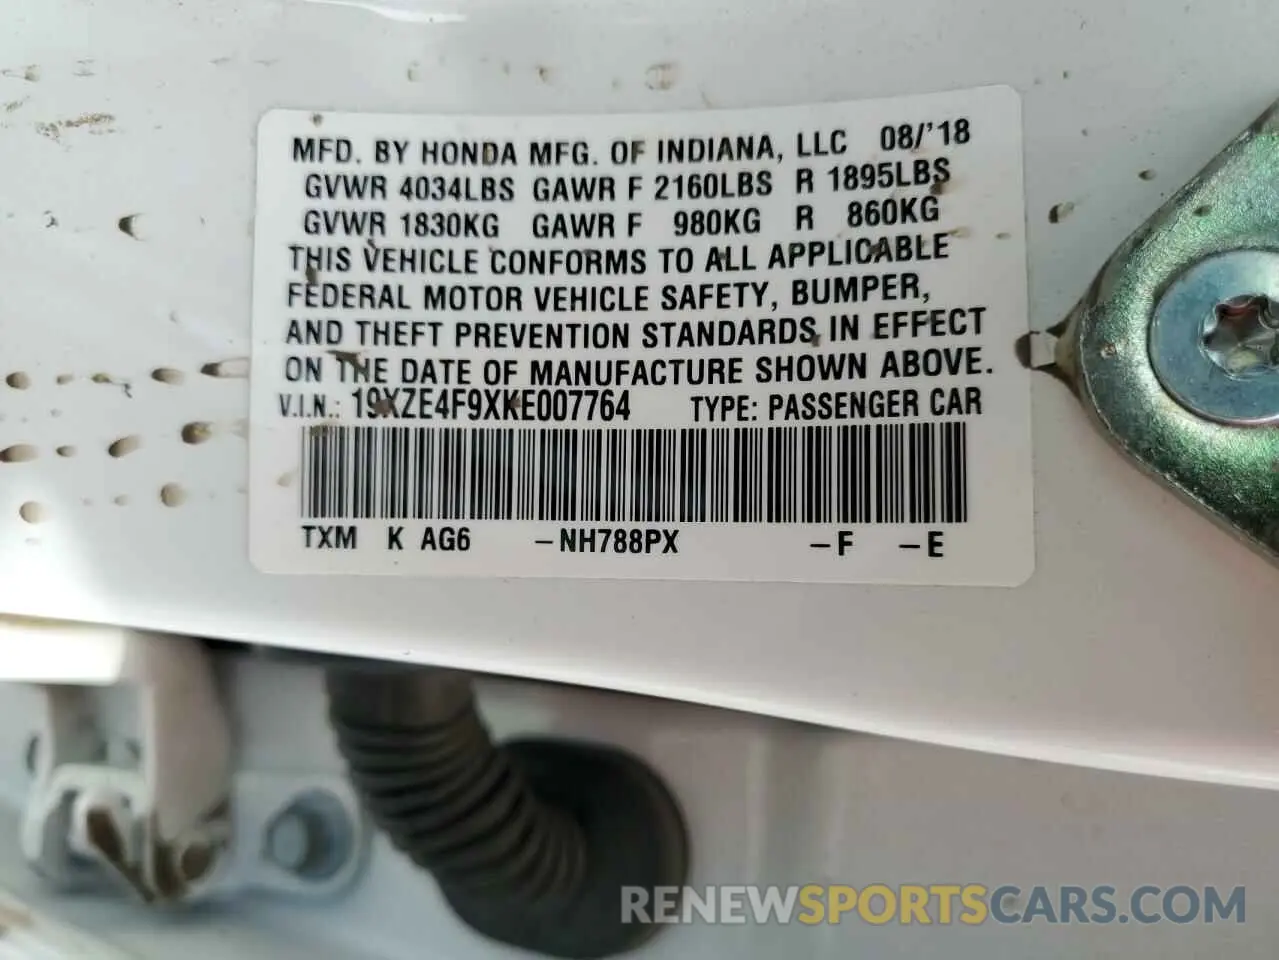 MFD. BY HONDA MFG. OF INDIANA, LLC 08/'18
GVWR 4034LBS GAWR F 2160LBS R 1895LBS
GVWR 1830KG GAWR F 980KG R 860KG
THIS VEHICLE CONFORMS TO ALL APPLICABLE
FEDERAL MOTOR VEHICLE SAFETY, BUMPER,
AND THEFT PREVENTION STANDARDS IN EFFECT
ON THE DATE OF MANUFACTURE SHOWN ABOVE.
V.I.N.: 19XZE4F9XKE007764 TYPE: PASSENGER CAR
TXM K AG6 –NH788PX –F –E
RENEWSPORTSCARS.COM